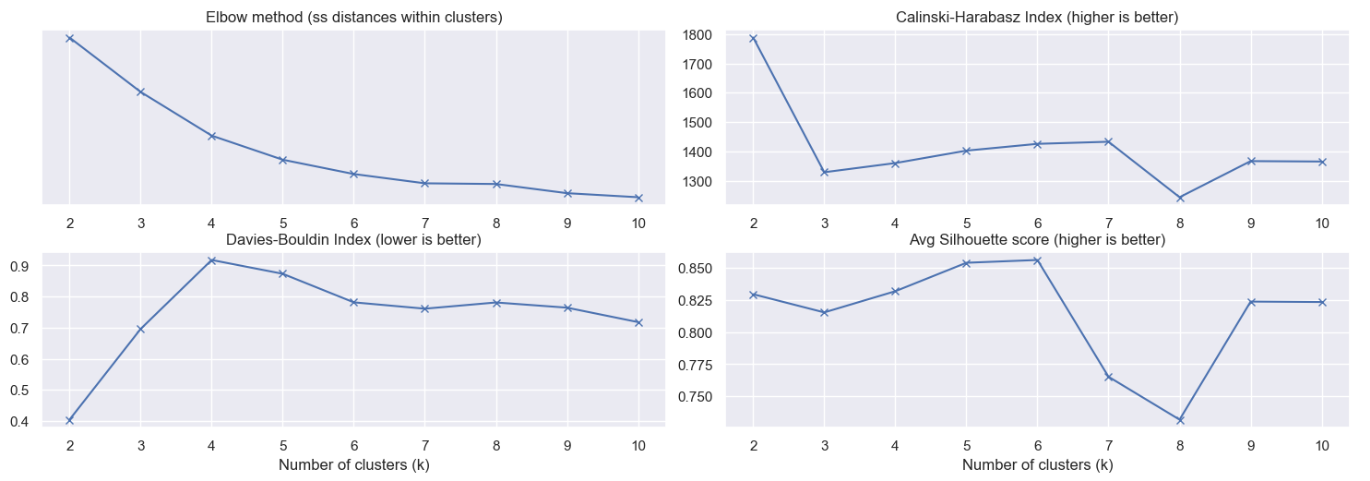 Elbow method (ss distances within clusters)
2 3 4 5 6 7 8 9 10
Calinski-Harabasz Index (higher is better)
1800
1700
1600
1500
1400
1300
2 3 4 5 6 7 8 9 10
Davies-Bouldin Index (lower is better)
0.9
0.8
0.7
0.6
0.5
0.4
2 3 4 5 6 7 8 9 10
Number of clusters (k)
Avg Silhouette score (higher is better)
0.850
0.825
0.800
0.775
0.750
2 3 4 5 6 7 8 9 10
Number of clusters (k)